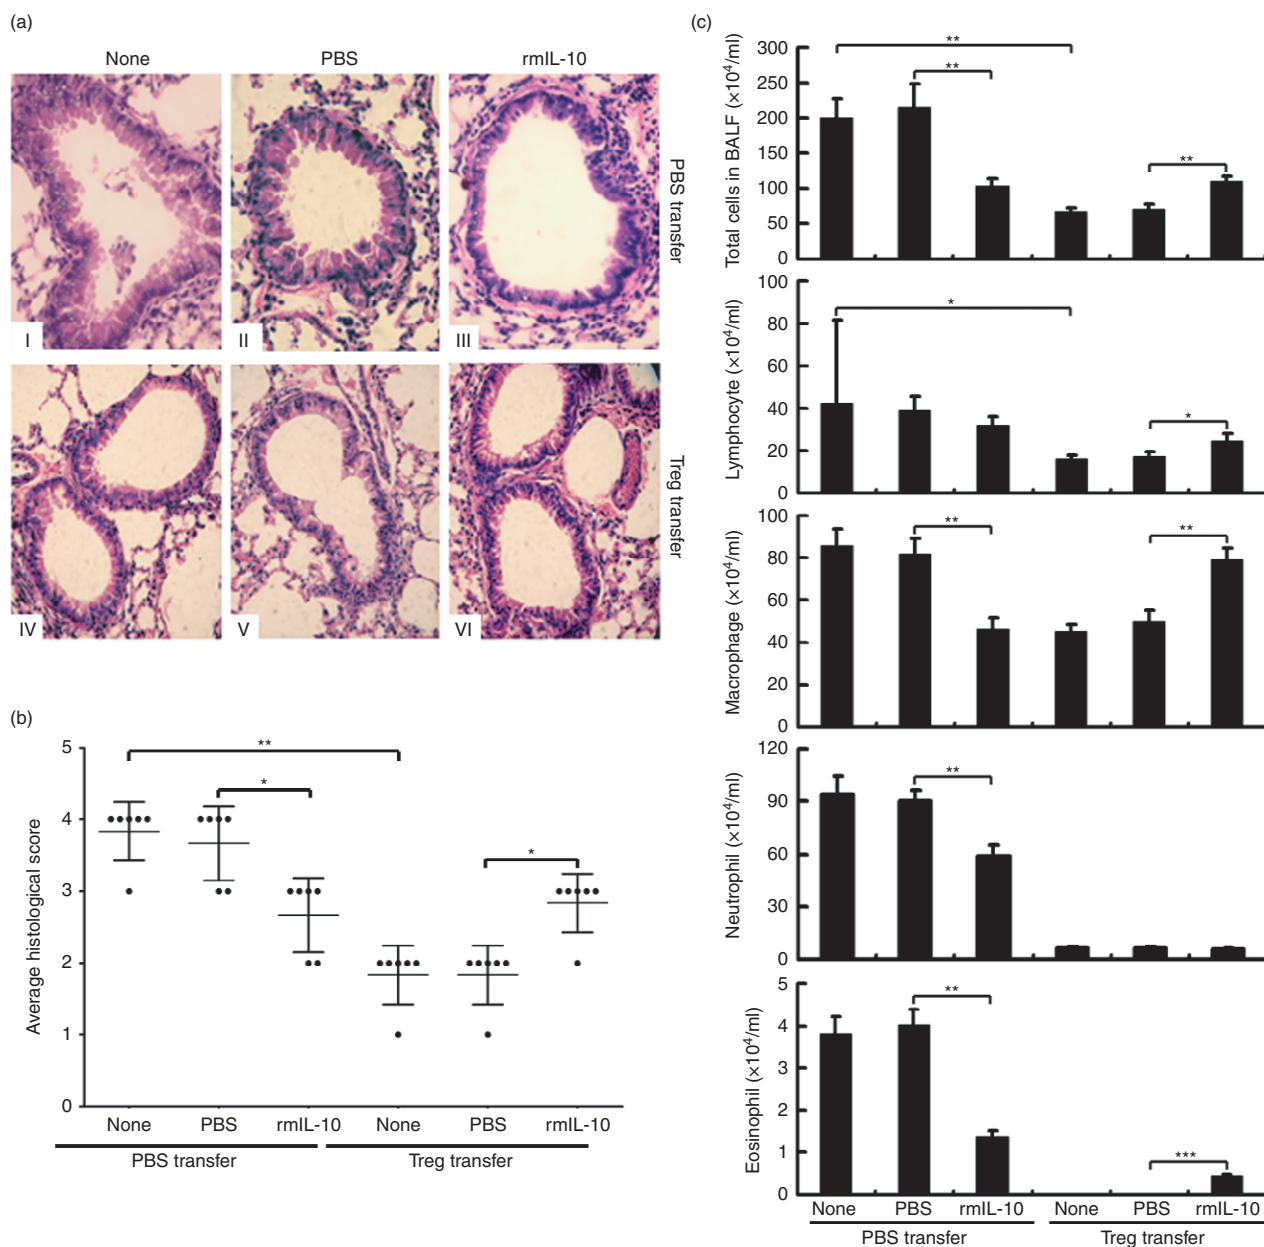 (a)
None PBS rmIL-10
PBS transfer
I II III
Treg transfer
IV V VI
(b)
Average histological score
5
4
3
2
1
0
**
*
*
None PBS rmIL-10 None PBS rmIL-10
PBS transfer Treg transfer
(c)
Total cells in BALF (×10⁴/ml)
300
250
200
150
100
50
0
**
**
**
Lymphocyte (×10⁴/ml)
100
80
60
40
20
0
*
*
Macrophage (×10⁴/ml)
100
80
60
40
20
0
**
**
Neutrophil (×10⁴/ml)
120
90
60
30
0
**
Eosinophil (×10⁴/ml)
5
4
3
2
1
0
**
***
None PBS rmIL-10 None PBS rmIL-10
PBS transfer Treg transfer